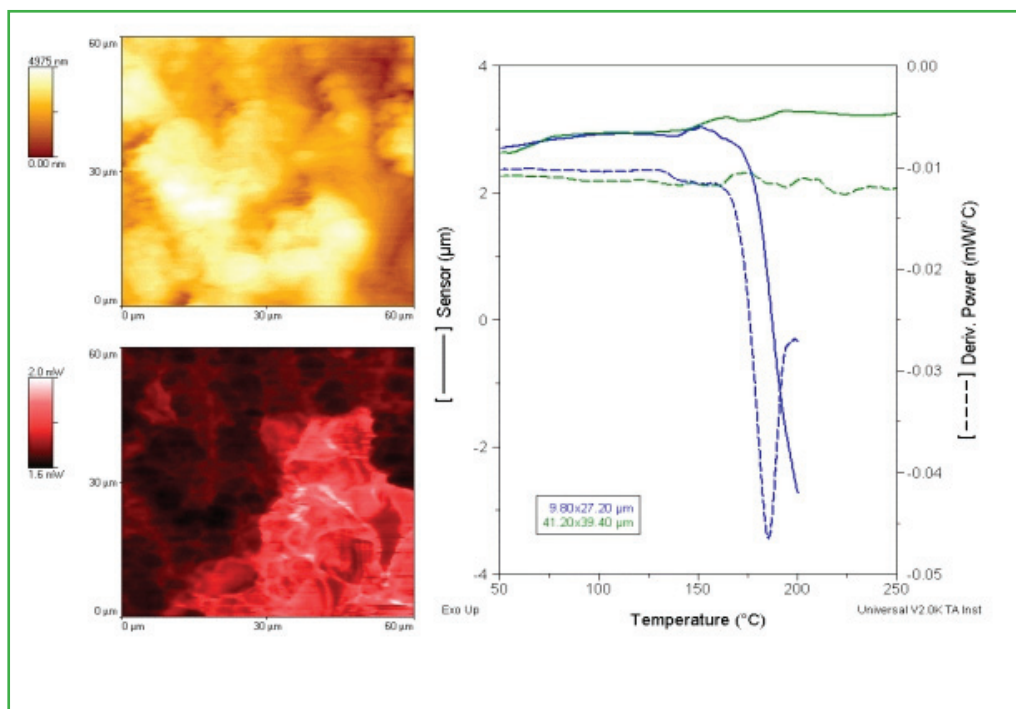 60 µm
4975 nm
0.00 nm
30 µm
0 µm
0 µm
30 µm
60 µm
60 µm
2.0 mW
1.6 mW
30 µm
0 µm
0 µm
30 µm
60 µm
4
2
0
-2
-4
[ ——— ] Sensor (µm)
9.80x27.20 µm
41.20x39.40 µm
0.00
-0.01
-0.02
-0.03
-0.04
-0.05
[ – – – – ] Deriv. Power (mW/°C)
50
100
150
200
250
Exo Up
Temperature (°C)
Universal V2.0K TA Inst